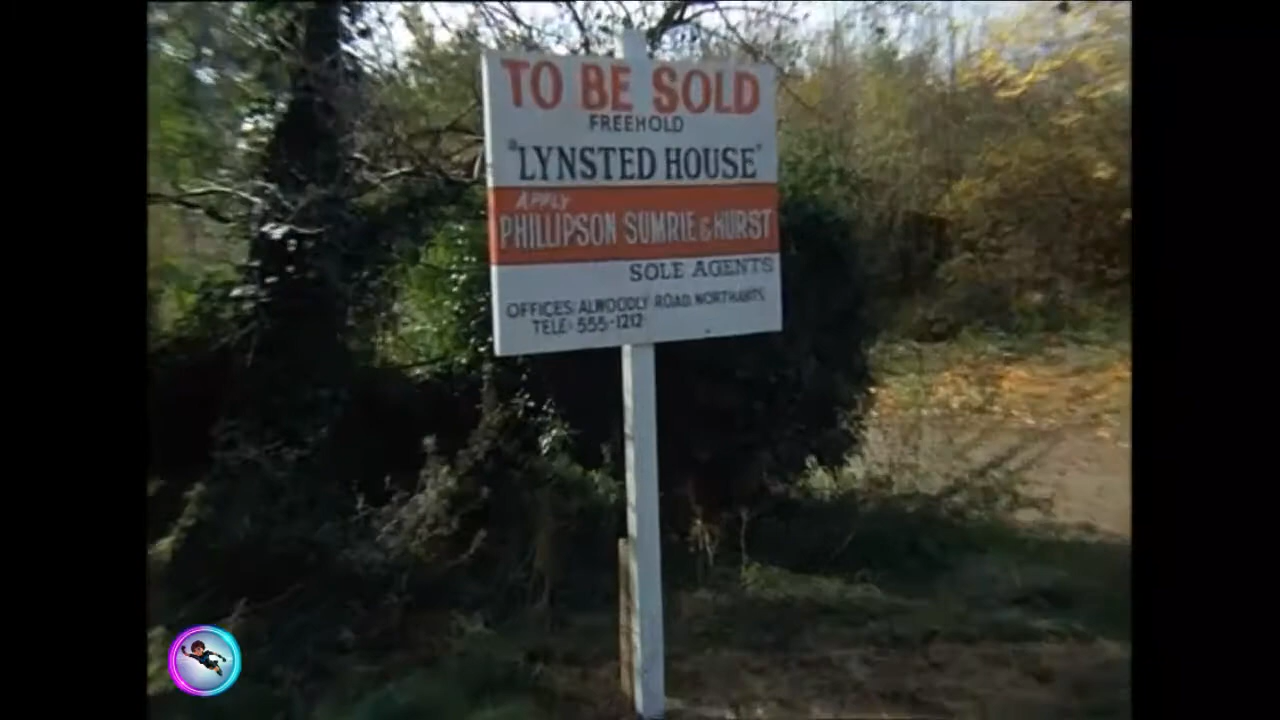 TO BE SOLD
FREEHOLD
"LYNSTED HOUSE"
APPLY
PHILLIPSON SUMRIE & HURST
SOLE AGENTS
OFFICES: ALWOODLY ROAD, NORTHANTS.
TELE: 555-1212